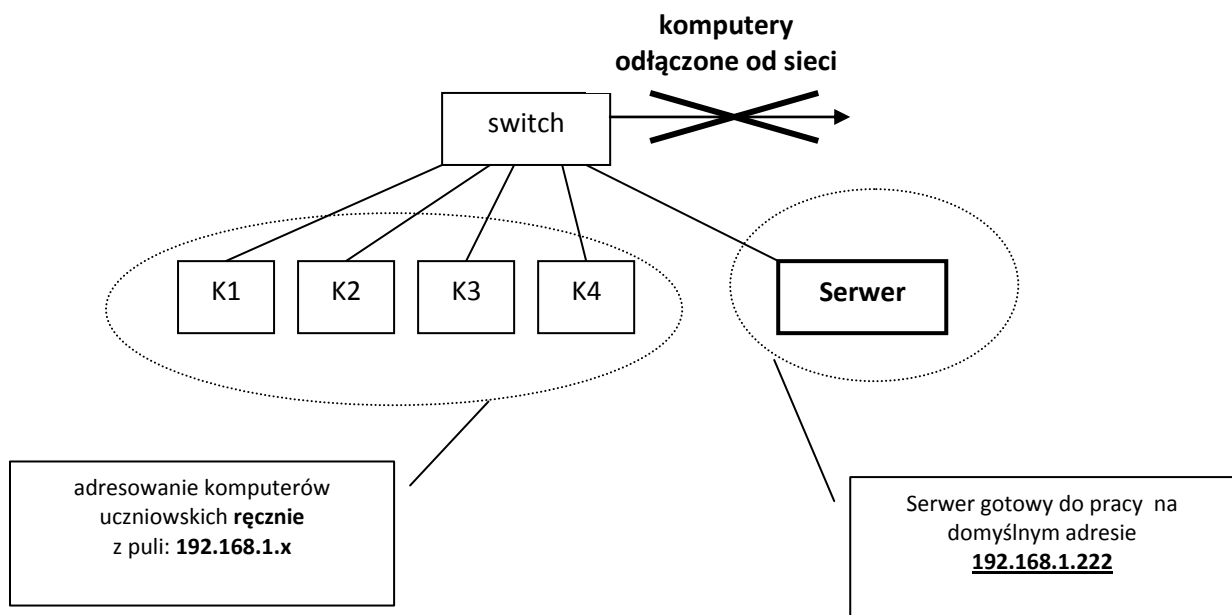 komputery
odłączone od sieci
switch
K1
K2
K3
K4
Serwer
adresowanie komputerów
uczniowskich ręcznie
z puli: 192.168.1.x
Serwer gotowy do pracy na
domyślnym adresie
192.168.1.222